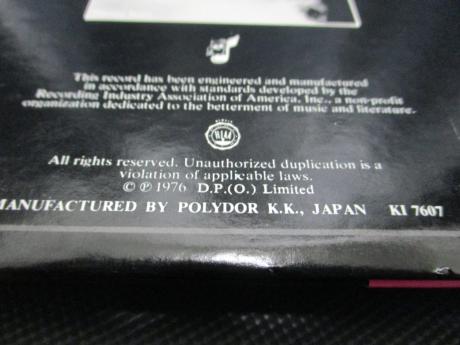 This record has been engineered and manufactured
in accordance with standards developed by the
Recording Industry Association of America, Inc., a non-profit
organization dedicated to the betterment of music and literature.
All rights reserved. Unauthorized duplication is a
violation of applicable laws.
© ℗ 1976 D.P.(O.) Limited
MANUFACTURED BY POLYDOR K.K., JAPAN KI 7607